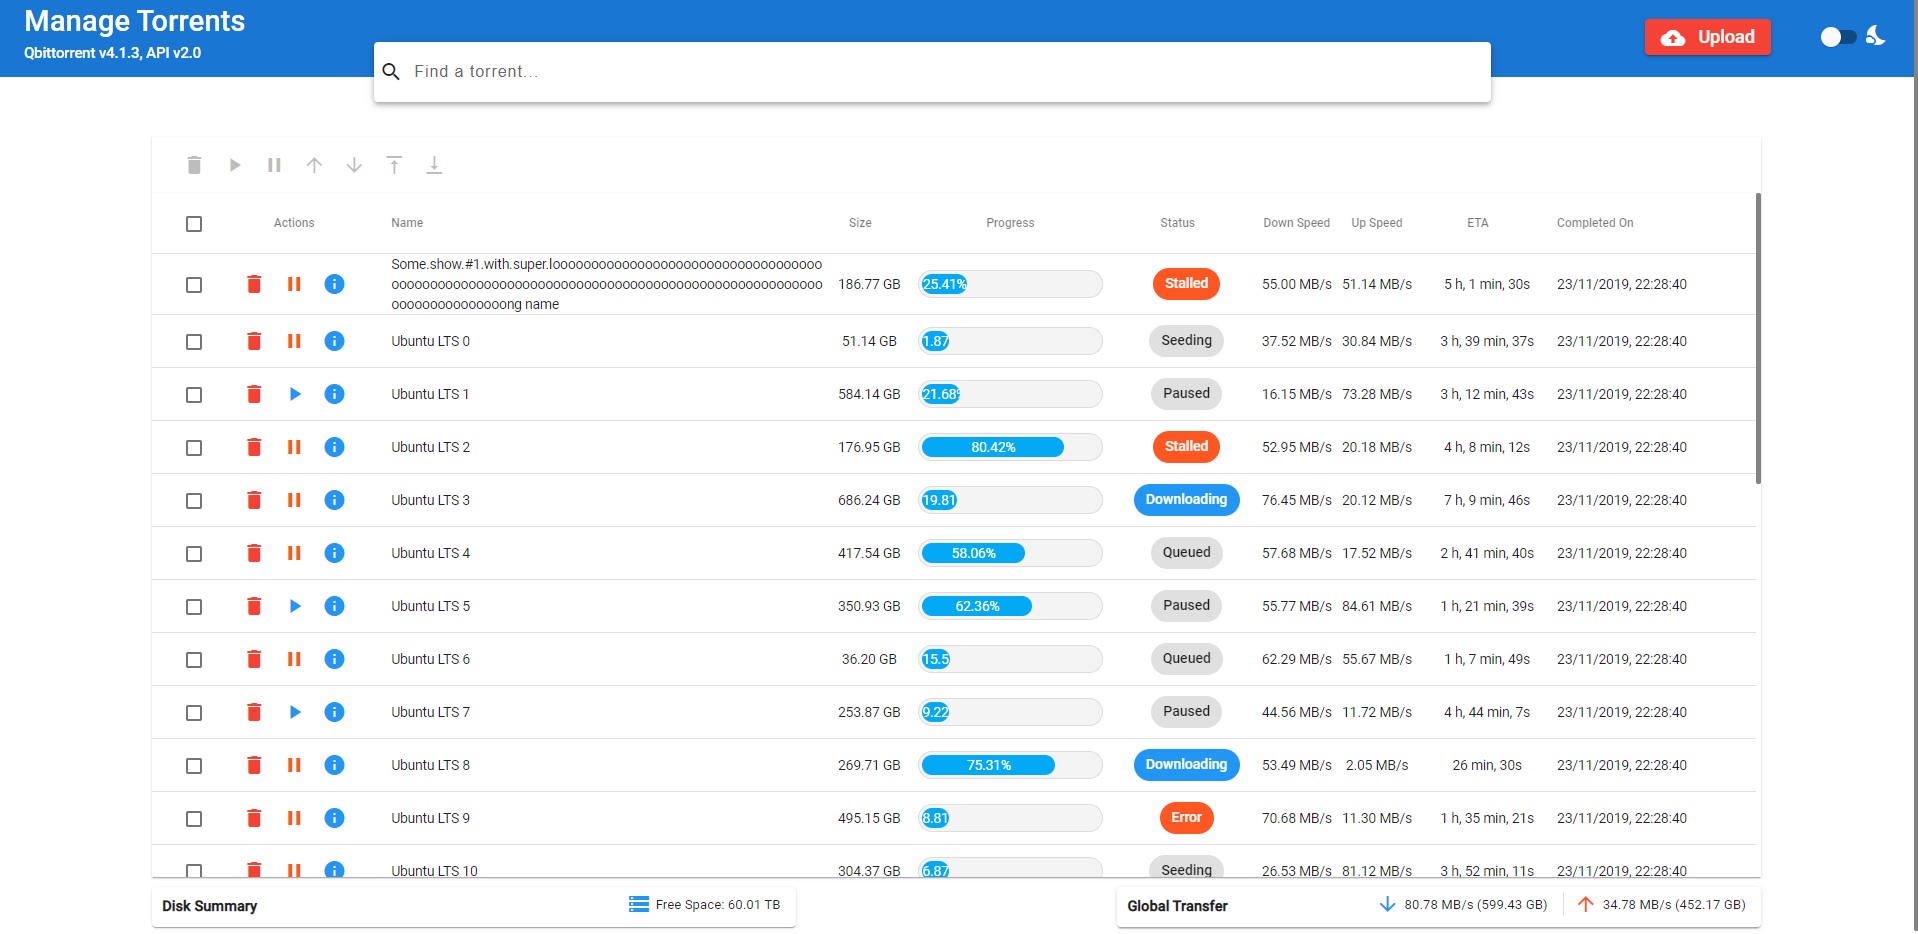 Manage Torrents
Qbittorrent v4.1.3, API v2.0
Upload
Find a torrent...
Actions Name Size Progress Status Down Speed Up Speed ETA Completed On
Some.show.#1.with.super.looooooooooooooooooooooooooooooooooo
oooooooooooooooooooooooooooooooooooooooooooooooooooooooo
ooooooooooooooong name
186.77 GB 25.41% Stalled 55.00 MB/s 51.14 MB/s 5 h, 1 min, 30s 23/11/2019, 22:28:40
Ubuntu LTS 0 51.14 GB 1.87 Seeding 37.52 MB/s 30.84 MB/s 3 h, 39 min, 37s 23/11/2019, 22:28:40
Ubuntu LTS 1 584.14 GB 21.68% Paused 16.15 MB/s 73.28 MB/s 3 h, 12 min, 43s 23/11/2019, 22:28:40
Ubuntu LTS 2 176.95 GB 80.42% Stalled 52.95 MB/s 20.18 MB/s 4 h, 8 min, 12s 23/11/2019, 22:28:40
Ubuntu LTS 3 686.24 GB 19.81 Downloading 76.45 MB/s 20.12 MB/s 7 h, 9 min, 46s 23/11/2019, 22:28:40
Ubuntu LTS 4 417.54 GB 58.06% Queued 57.68 MB/s 17.52 MB/s 2 h, 41 min, 40s 23/11/2019, 22:28:40
Ubuntu LTS 5 350.93 GB 62.36% Paused 55.77 MB/s 84.61 MB/s 1 h, 21 min, 39s 23/11/2019, 22:28:40
Ubuntu LTS 6 36.20 GB 15.5 Queued 62.29 MB/s 55.67 MB/s 1 h, 7 min, 49s 23/11/2019, 22:28:40
Ubuntu LTS 7 253.87 GB 9.22 Paused 44.56 MB/s 11.72 MB/s 4 h, 44 min, 7s 23/11/2019, 22:28:40
Ubuntu LTS 8 269.71 GB 75.31% Downloading 53.49 MB/s 2.05 MB/s 26 min, 30s 23/11/2019, 22:28:40
Ubuntu LTS 9 495.15 GB 8.81 Error 70.68 MB/s 11.30 MB/s 1 h, 35 min, 21s 23/11/2019, 22:28:40
Ubuntu LTS 10 304.37 GB 6.87 Seeding 26.53 MB/s 81.12 MB/s 3 h, 52 min, 11s 23/11/2019, 22:28:40
Disk Summary Free Space: 60.01 TB
Global Transfer 80.78 MB/s (599.43 GB) 34.78 MB/s (452.17 GB)